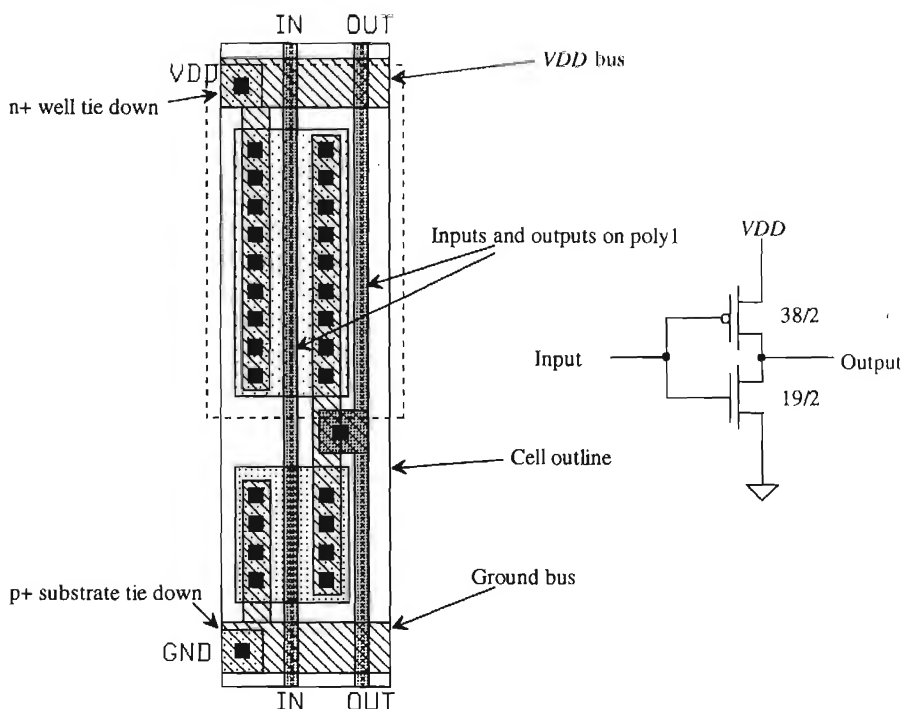 IN OUT
VDD
VDD bus
n+ well tie down
Inputs and outputs on poly1
VDD
38/2
Input
Output
19/2
Cell outline
p+ substrate tie down
Ground bus
GND
IN OUT